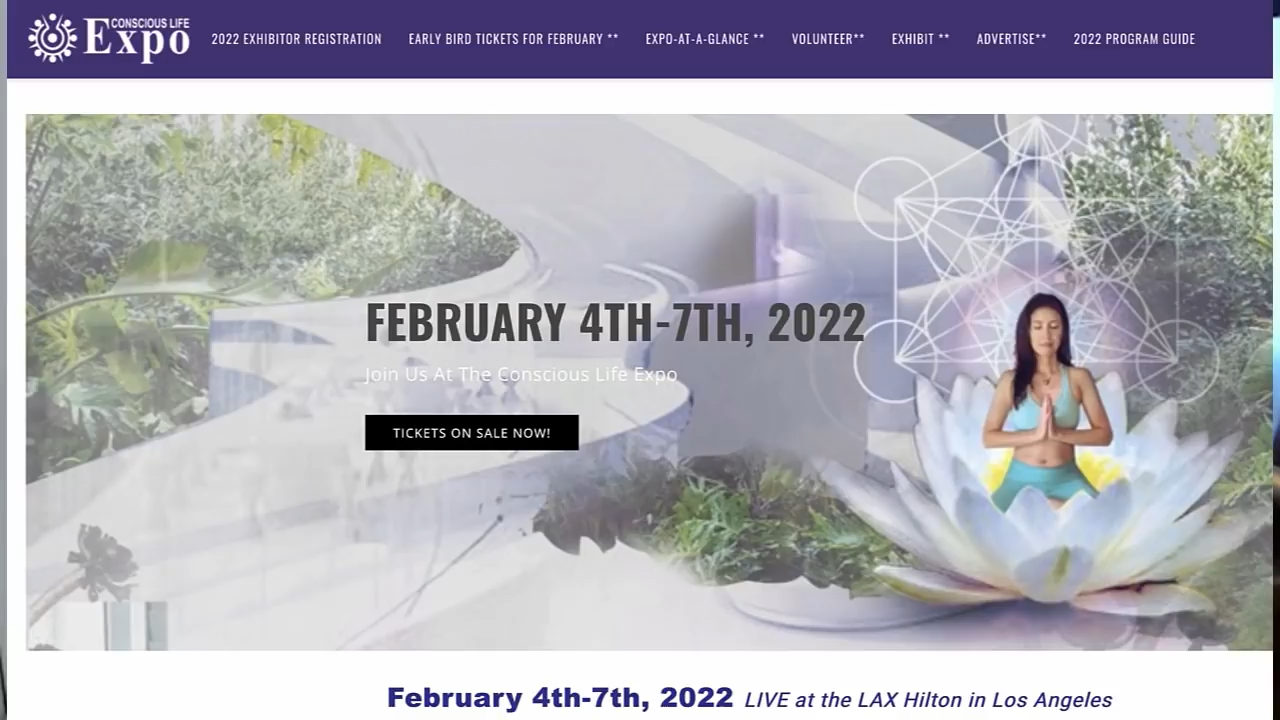 CONSCIOUS LIFE
Expo
2022 EXHIBITOR REGISTRATION
EARLY BIRD TICKETS FOR FEBRUARY **
EXPO-AT-A-GLANCE **
VOLUNTEER**
EXHIBIT **
ADVERTISE**
2022 PROGRAM GUIDE
FEBRUARY 4TH-7TH, 2022
Join Us At The Conscious Life Expo
TICKETS ON SALE NOW!
February 4th-7th, 2022 LIVE at the LAX Hilton in Los Angeles